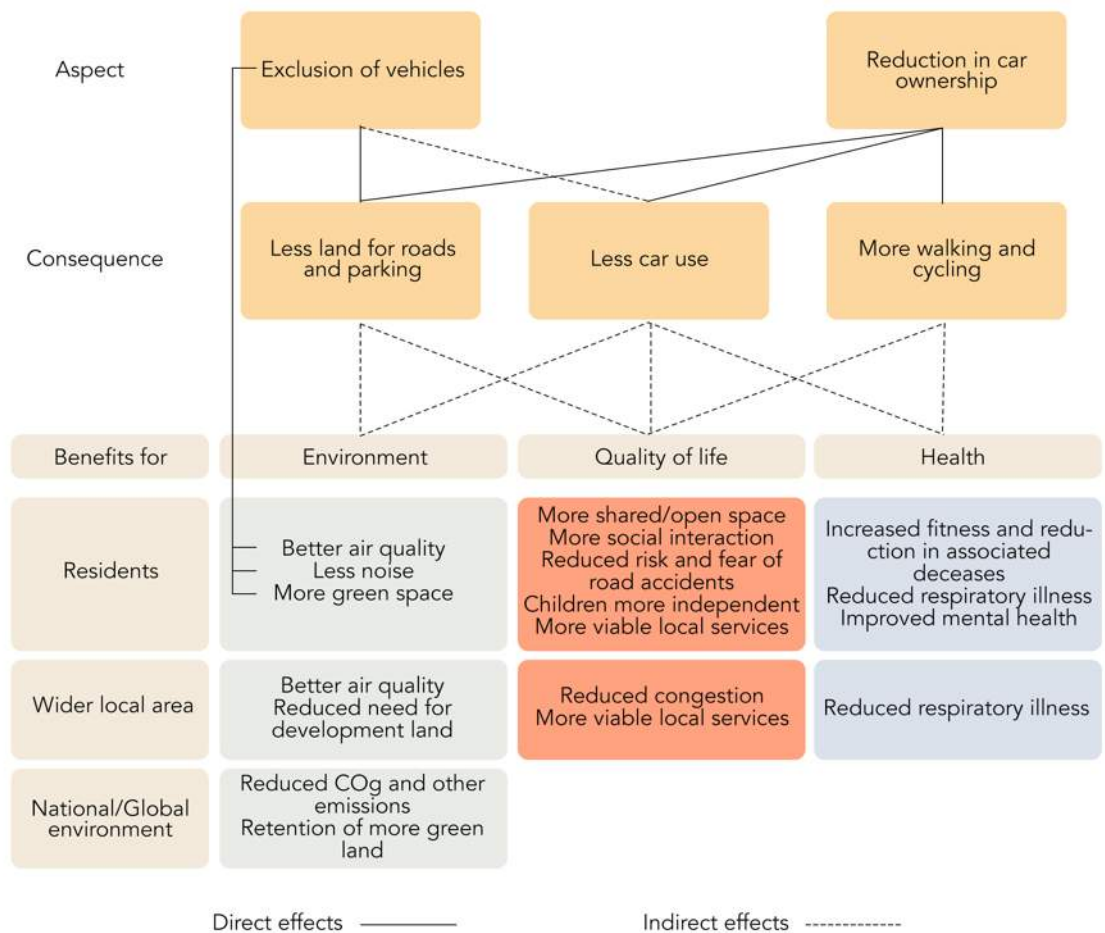 Aspect
Exclusion of vehicles
Reduction in car
ownership
Consequence
Less land for roads
and parking
Less car use
More walking and
cycling
Benefits for
Environment
Quality of life
Health
Residents
Better air quality
Less noise
More green space
More shared/open space
More social interaction
Reduced risk and fear of
road accidents
Children more independent
More viable local services
Increased fitness and redu-
ction in associated
deceases
Reduced respiratory illness
Improved mental health
Wider local area
Better air quality
Reduced need for
development land
Reduced congestion
More viable local services
Reduced respiratory illness
National/Global
environment
Reduced COg and other
emissions
Retention of more green
land
Direct effects
Indirect effects